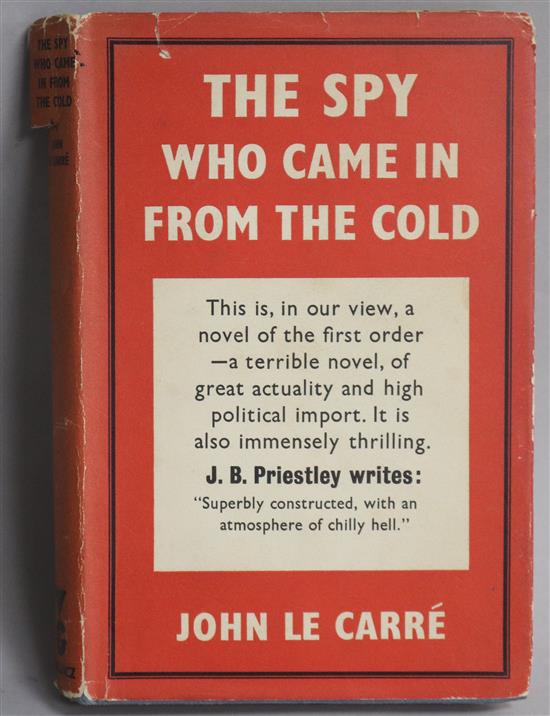 THE SPY
WHO CAME IN
FROM THE COLD
This is, in our view, a
novel of the first order
—a terrible novel, of
great actuality and high
political import. It is
also immensely thrilling.
J. B. Priestley writes:
“Superbly constructed, with an
atmosphere of chilly hell.”
JOHN LE CARRÉ
THE SPY
WHO CAME
IN FROM
THE COLD